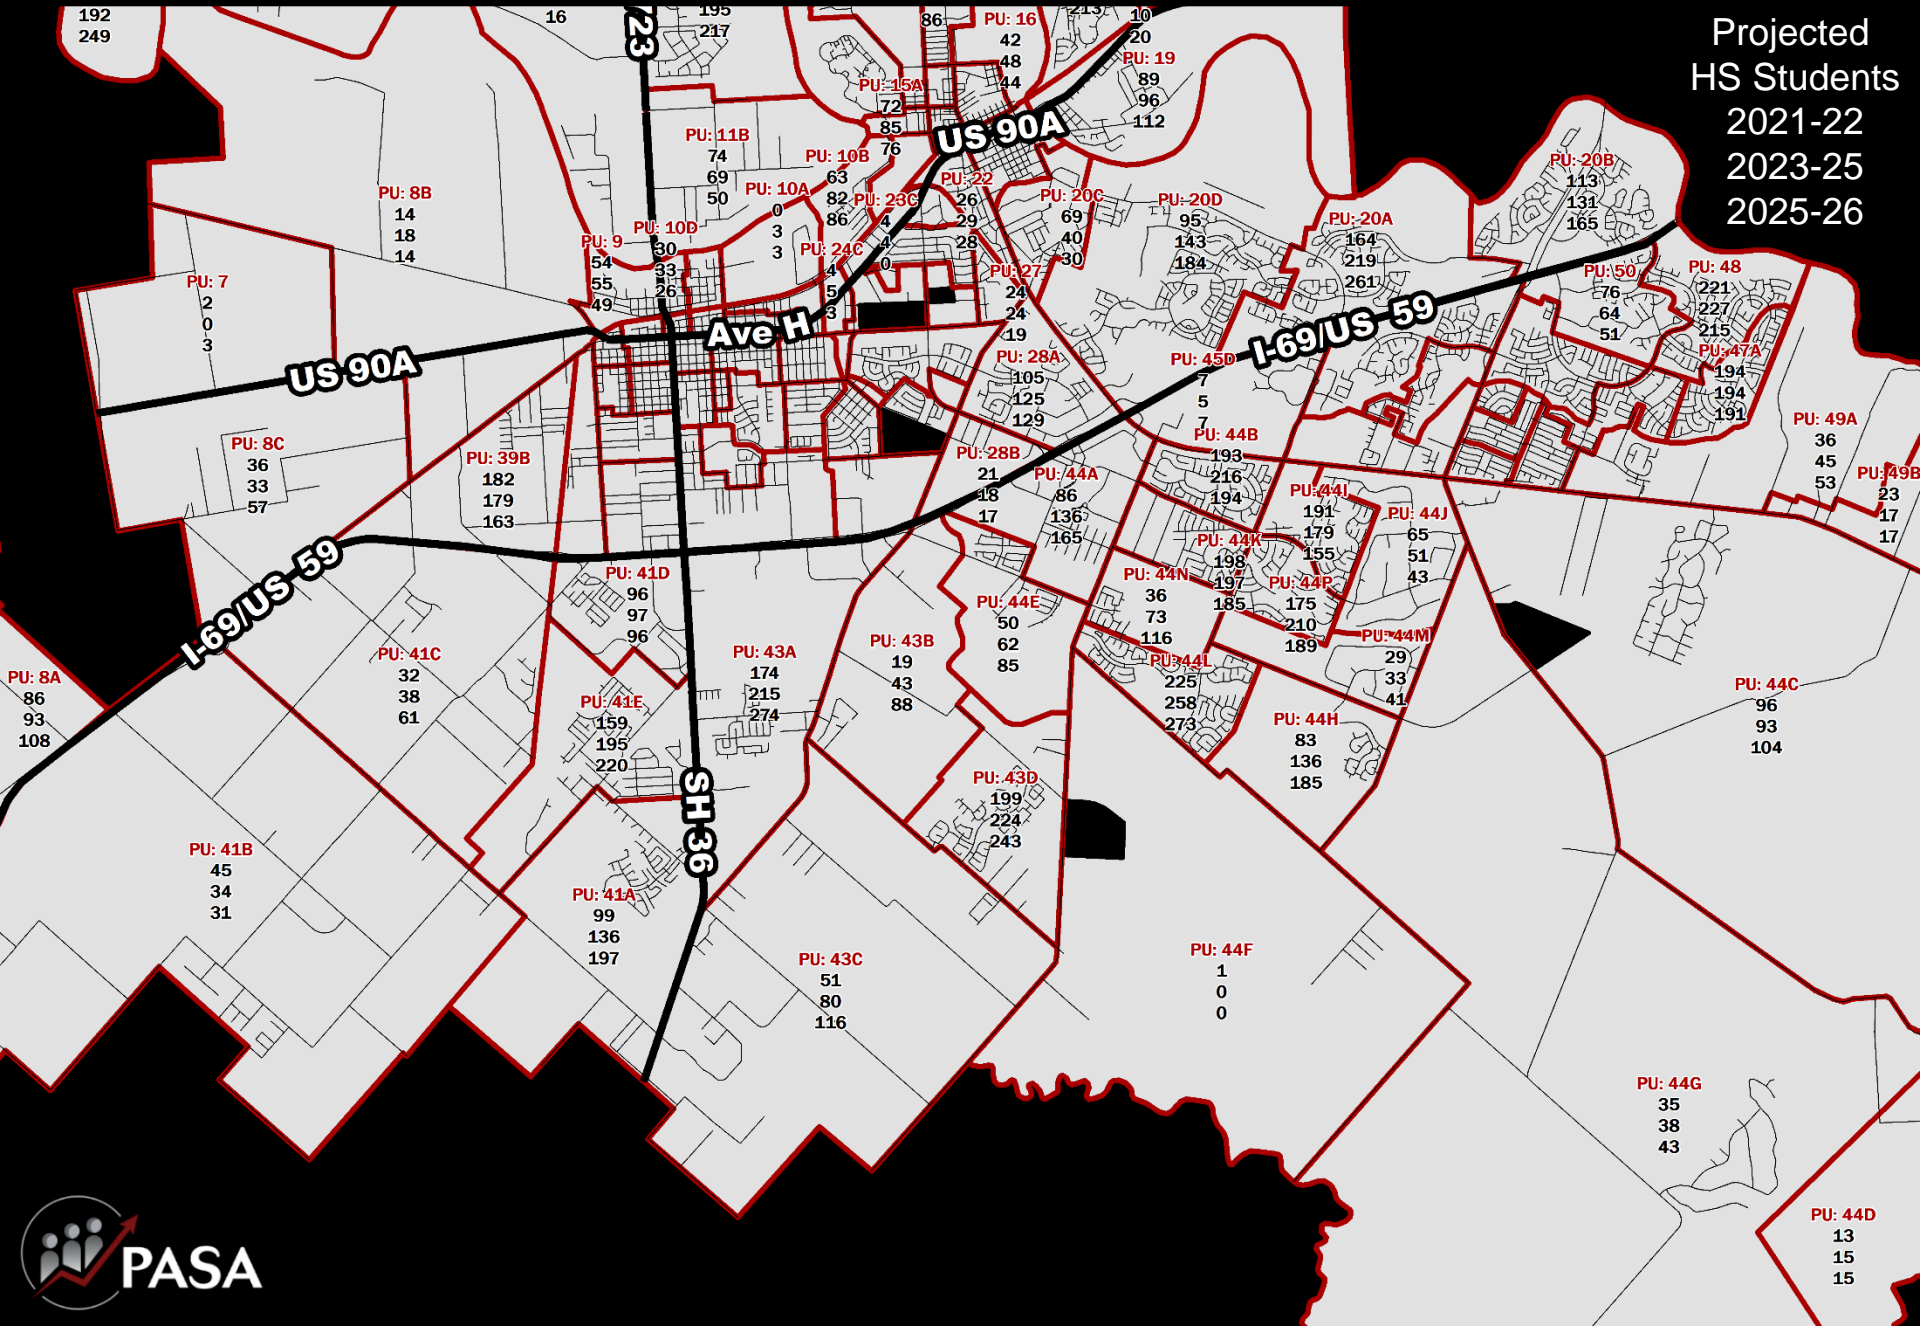 Projected
HS Students
2021-22
2023-25
2025-26
192
249
16
23
195
217
86
PU: 16
42
48
44
213
10
20
PU: 19
89
96
112
PU: 15A
72
85
76
US 90A
PU: 11B
74
69
50
PU: 10B
63
82
86
PU: 10A
0
3
3
PU: 23C
4
4
0
PU: 22
26
29
28
PU: 20C
69
40
30
PU: 20D
95
143
184
PU: 20A
164
219
261
PU: 20B
113
131
165
PU: 8B
14
18
14
PU: 9
54
55
49
PU: 10D
30
33
26
PU: 24C
4
5
3
PU: 27
24
24
19
PU: 50
76
64
51
PU: 48
221
227
215
PU: 7
2
0
3
Ave H
I-69/US 59
US 90A
PU: 28A
105
125
129
PU: 45D
7
5
7
PU: 47A
194
194
191
PU: 49A
36
45
53
PU: 49B
23
17
17
PU: 8C
36
33
57
PU: 39B
182
179
163
PU: 28B
21
18
17
PU: 44A
86
136
165
PU: 44B
193
216
194
PU: 44I
191
179
155
PU: 44J
65
51
43
PU: 44K
198
197
185
PU: 44N
36
73
116
PU: 44P
175
210
189
I-69/US 59
PU: 41D
96
97
96
PU: 44E
50
62
85
PU: 43B
19
43
88
PU: 43A
174
215
274
PU: 44M
29
33
41
PU: 44L
225
258
273
PU: 8A
86
93
108
PU: 41C
32
38
61
PU: 41E
159
195
220
PU: 44H
83
136
185
PU: 44C
96
93
104
SH 36
PU: 43D
199
224
243
PU: 41B
45
34
31
PU: 41A
99
136
197
PU: 43C
51
80
116
PU: 44F
1
0
0
PU: 44G
35
38
43
PU: 44D
13
15
15
PASA